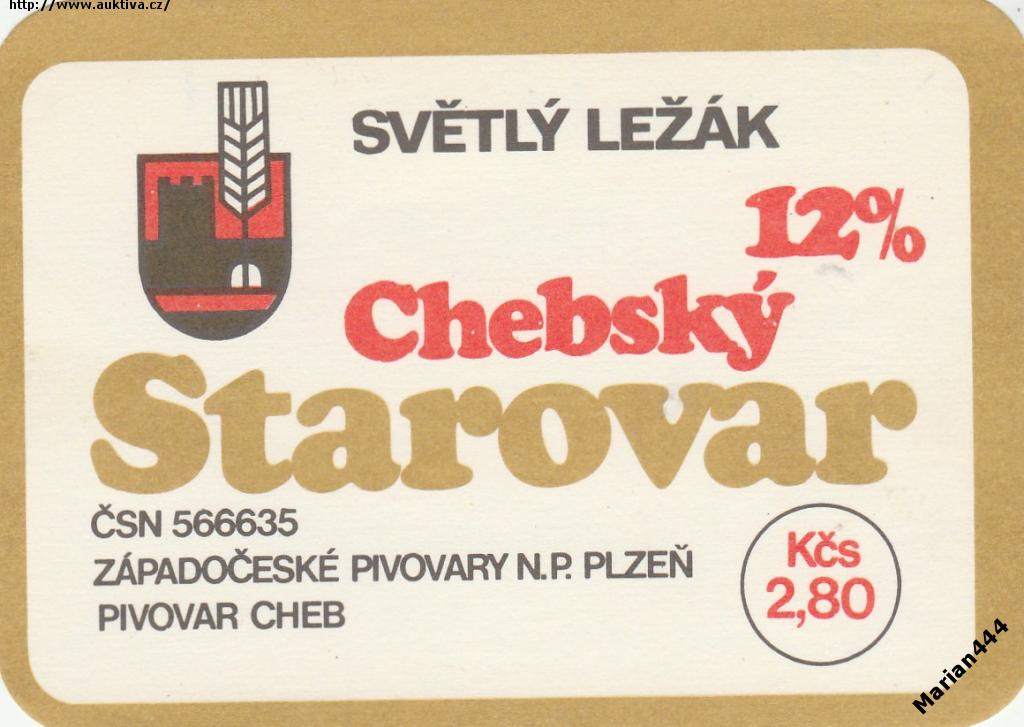 http://www.auktiva.cz/
SVĚTLÝ LEŽÁK
12%
Chebský
Starovar
ČSN 566635
ZÁPADOČESKÉ PIVOVARY N.P. PLZEŇ
PIVOVAR CHEB
Kčs
2,80
Marian444